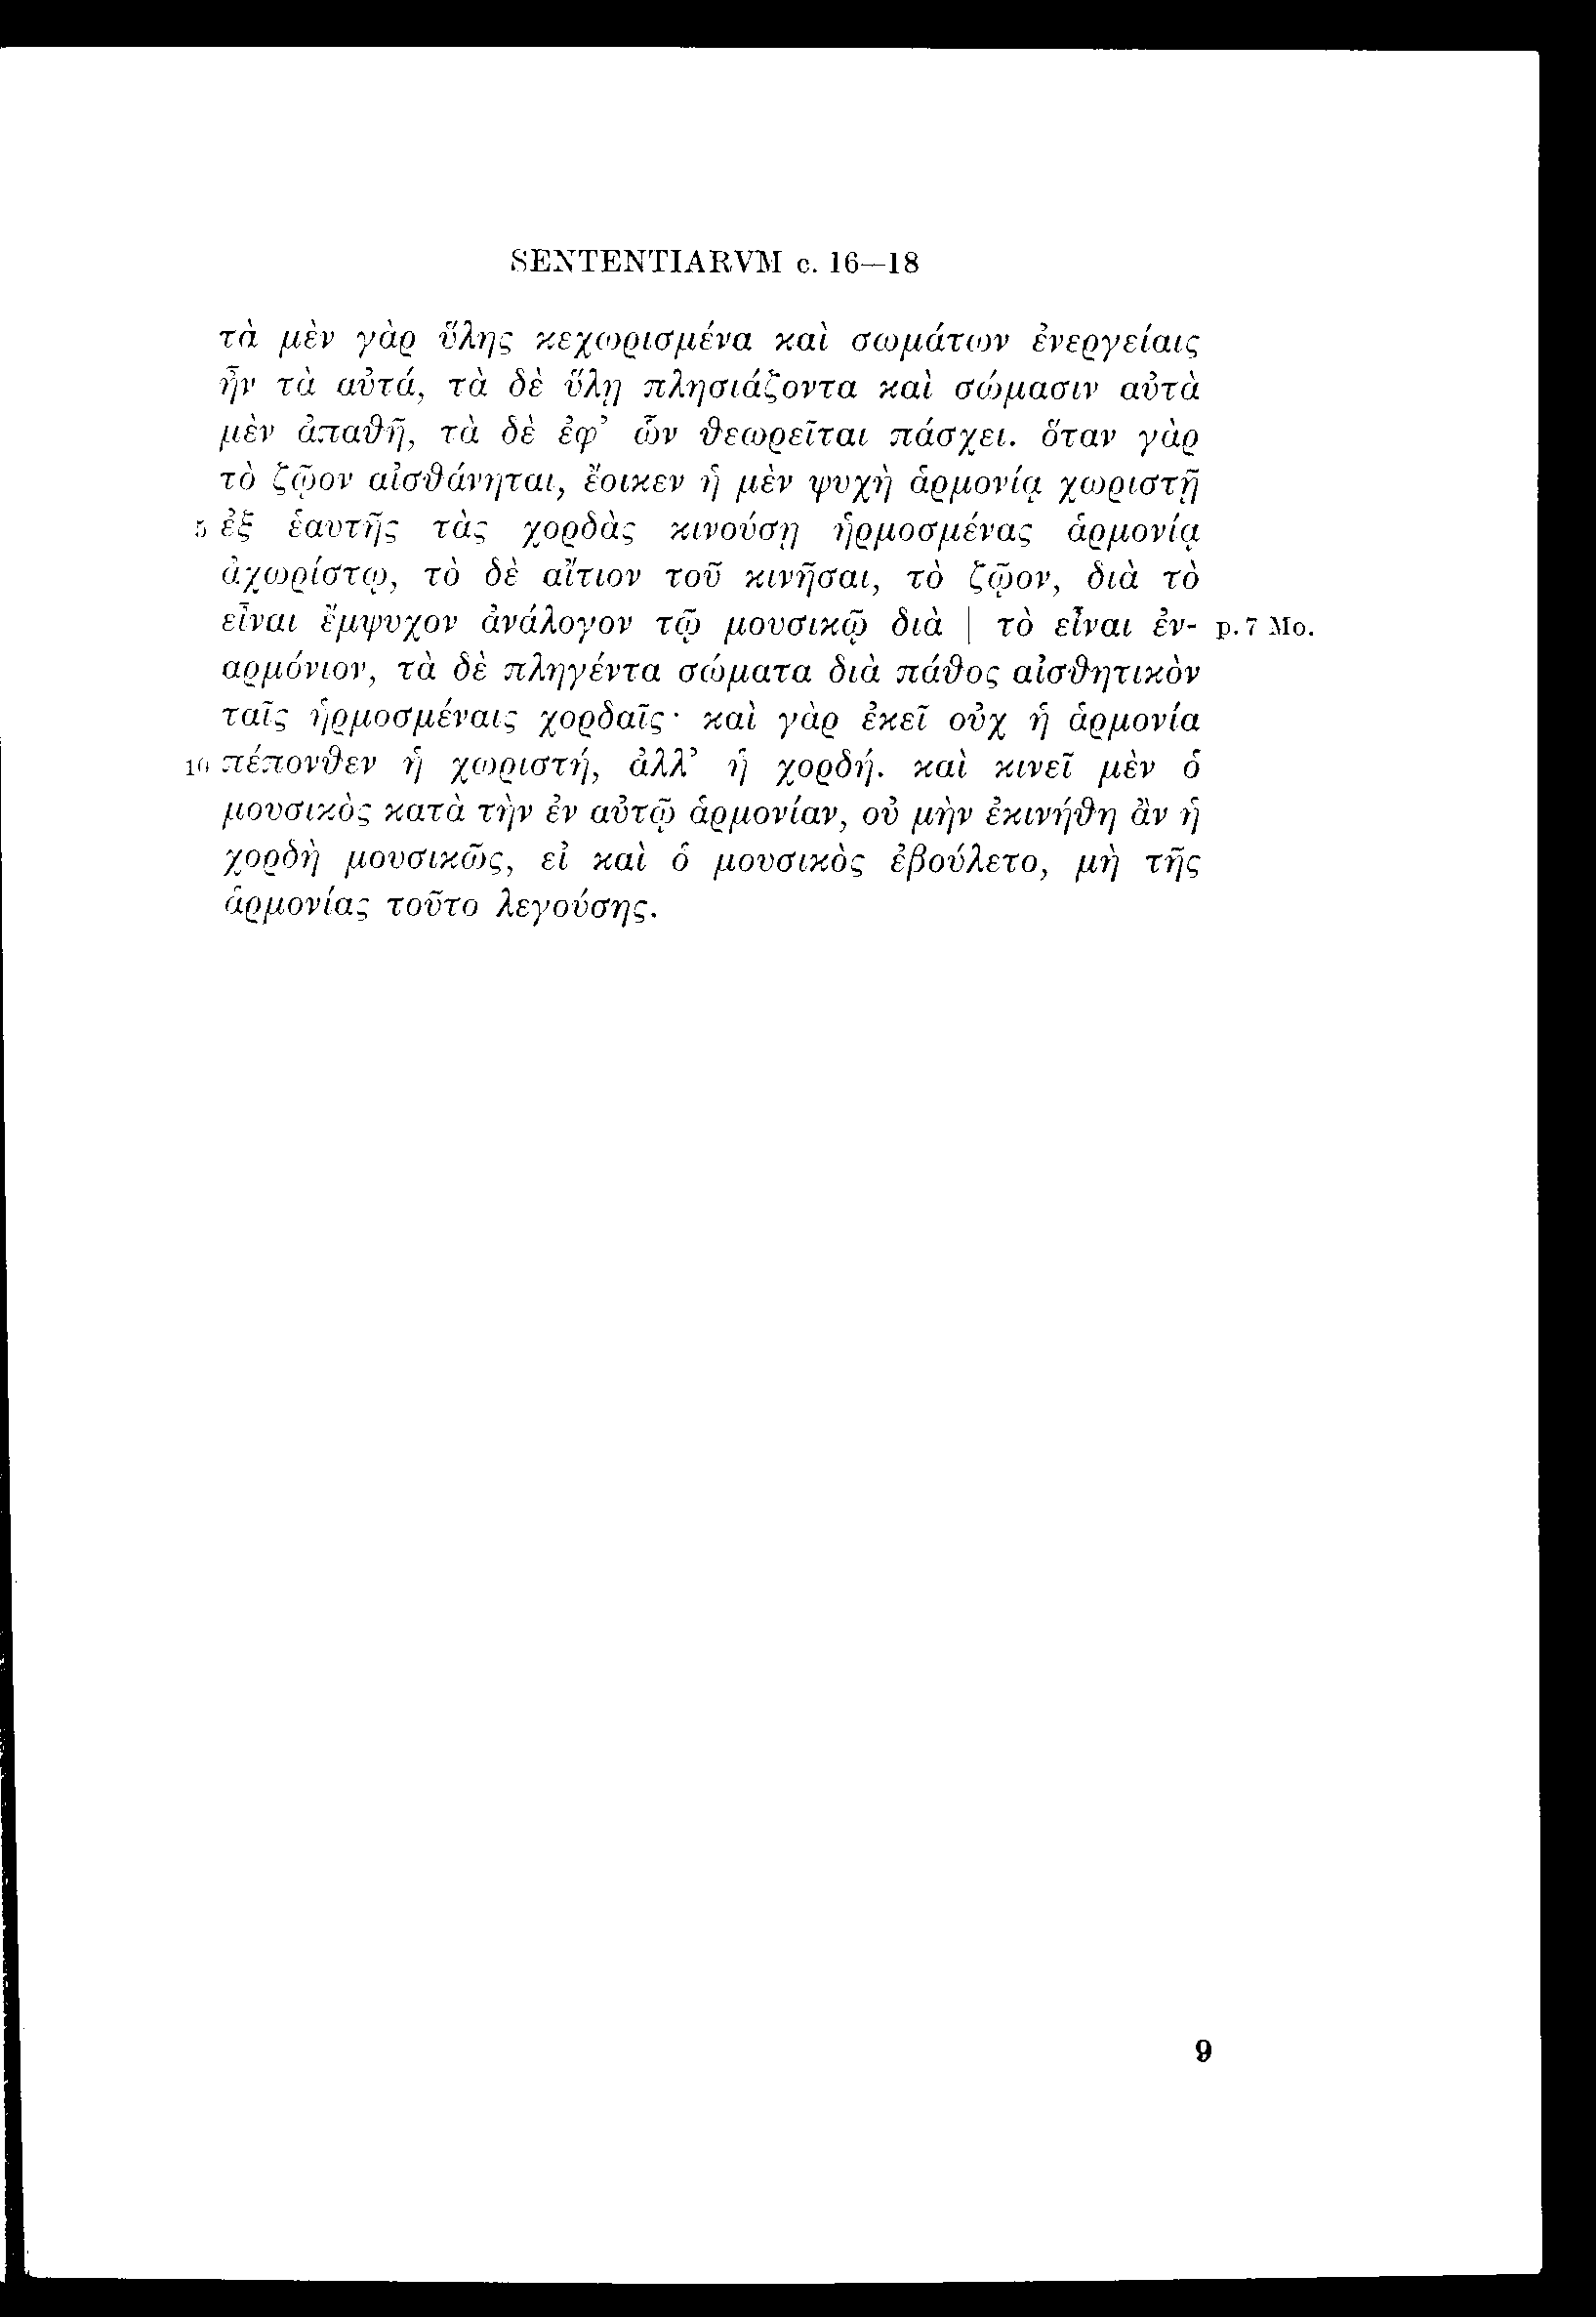 SENTENTIARVM c. 16—18
τὰ μὲν γὰρ ὕλης κεχωρισμένα καὶ σωμάτων ἐνεργείαις
ἦν τὰ αὐτά, τὰ δὲ ὕλῃ πλησιάζοντα καὶ σώμασιν αὐτὰ
μὲν ἀπαθῆ, τὰ δὲ ἐφ’ ὧν θεωρεῖται πάσχει. ὅταν γὰρ
τὸ ζῷον αἰσθάνηται, ἔοικεν ἡ μὲν ψυχὴ ἁρμονίᾳ χωριστῇ
5 ἐξ ἑαυτῆς τὰς χορδὰς κινούσῃ ἡρμοσμένας ἁρμονίᾳ
ἀχωρίστῳ, τὸ δὲ αἴτιον τοῦ κινῆσαι, τὸ ζῷον, διὰ τὸ
εἶναι ἔμψυχον ἀνάλογον τῷ μουσικῷ διὰ | τὸ εἶναι ἐν- p. 7 Mo.
αρμόνιον, τὰ δὲ πληγέντα σώματα διὰ πάθος αἰσθητικὸν
ταῖς ἡρμοσμέναις χορδαῖς· καὶ γὰρ ἐκεῖ οὐχ ἡ ἁρμονία
10 πέπονθεν ἡ χωριστή, ἀλλ’ ἡ χορδή. καὶ κινεῖ μὲν ὁ
μουσικὸς κατὰ τὴν ἐν αὐτῷ ἁρμονίαν, οὐ μὴν ἐκινήθη ἂν ἡ
χορδὴ μουσικῶς, εἰ καὶ ὁ μουσικὸς ἐβούλετο, μὴ τῆς
ἁρμονίας τοῦτο λεγούσης.
9